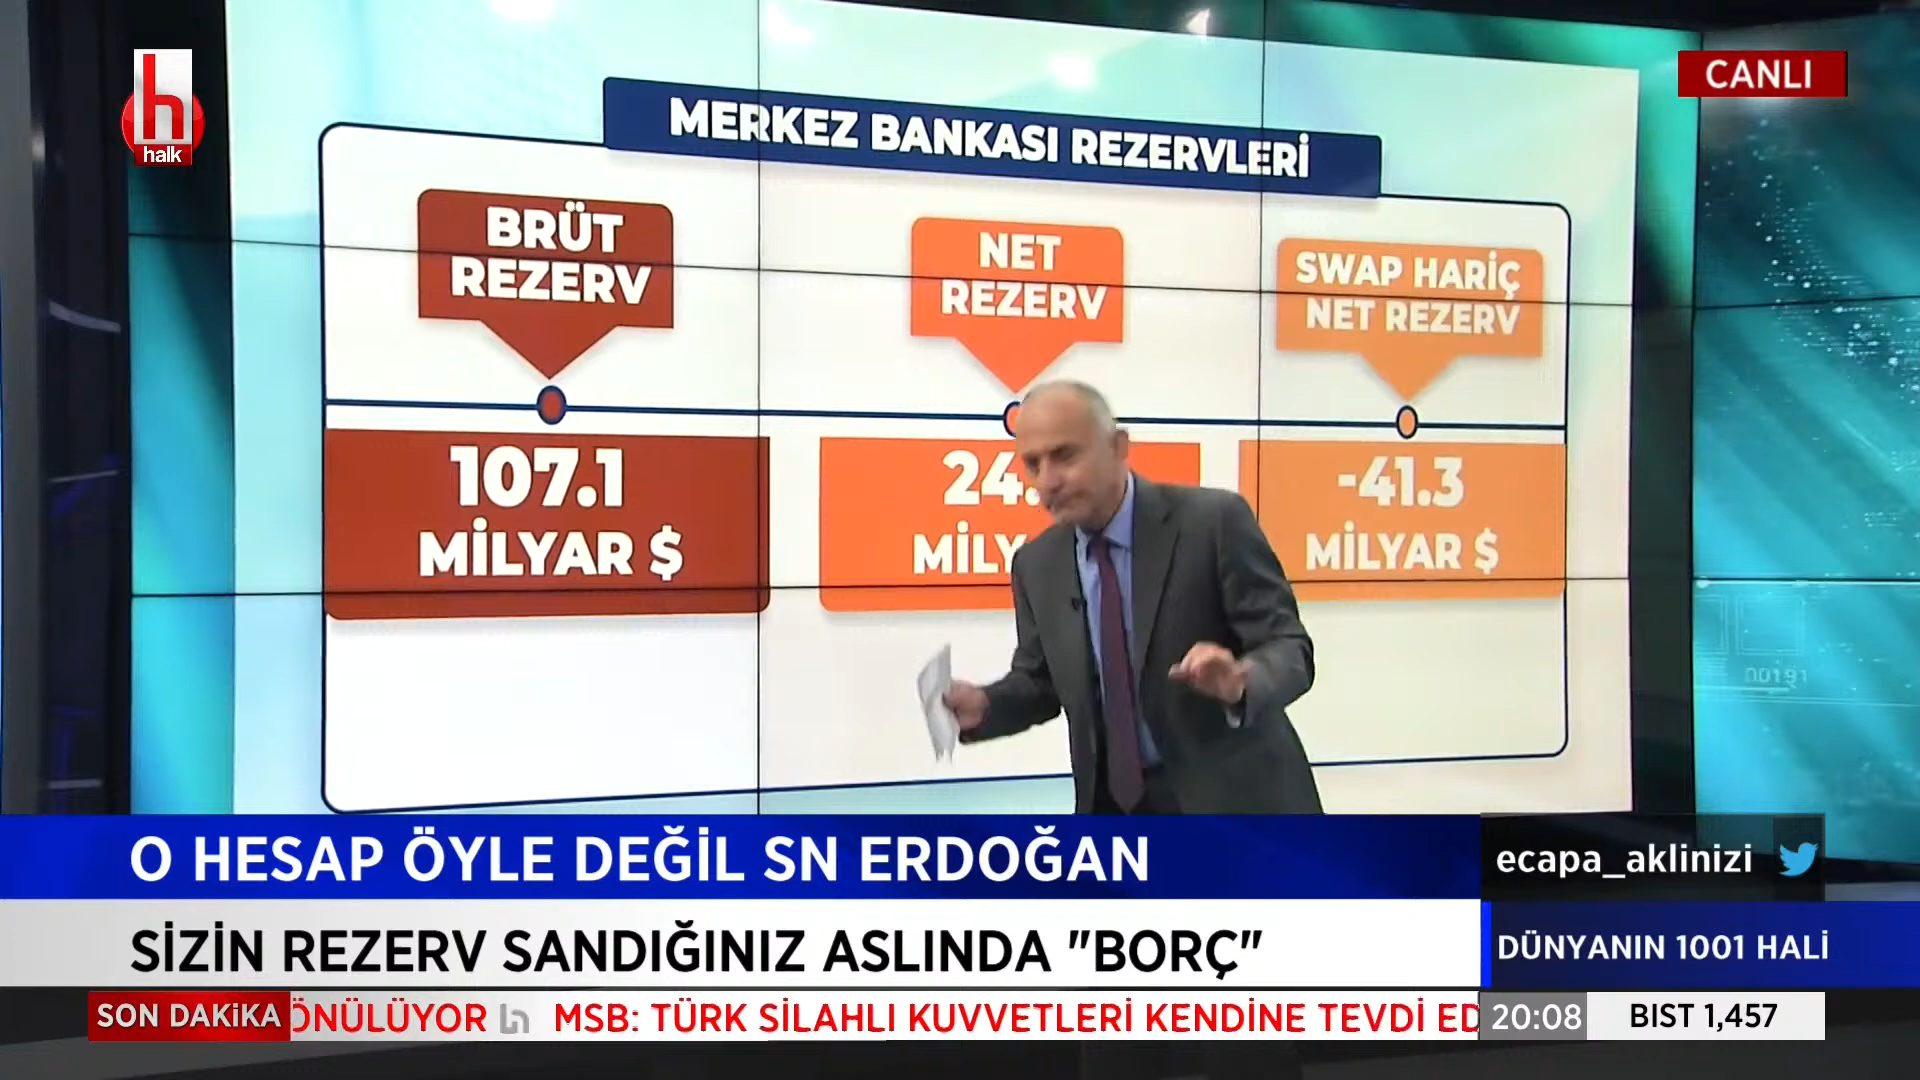 h
halk
CANLI
MERKEZ BANKASI REZERVLERİ
BRÜT
REZERV
NET
REZERV
SWAP HARİÇ
NET REZERV
107.1
MİLYAR $
24.
-41.3
MİLYAR $
O HESAP ÖYLE DEĞİL SN ERDOĞAN
ecapa_aklinizi
SİZİN REZERV SANDIĞINIZ ASLINDA "BORÇ"
DÜNYANIN 1001 HALİ
SON DAKiKA
ÖNÜLÜYOR h MSB: TÜRK SİLAHLI KUVVETLERİ KENDİNE TEVDİ ED
20:08
BIST 1,457